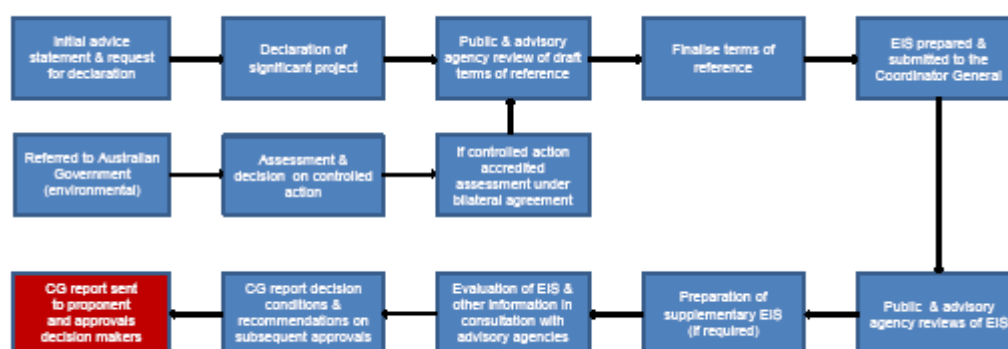 Initial advice
statement & request
for declaration
Declaration of
significant project
Public & advisory
agency review of draft
terms of reference
Finalise terms of
reference
EIS prepared &
submitted to the
Coordinator General
Referred to Australian
Government
(environmental)
Assessment &
decision on controlled
action
If controlled action
accredited
assessment under
bilateral agreement
CG report sent
to proponent
and approvals
decision makers
CG report decision
conditions &
recommendations on
subsequent approvals
Evaluation of EIS &
other information in
consultation with
advisory agencies
Preparation of
supplementary EIS
(if required)
Public & advisory
agency reviews of EIS